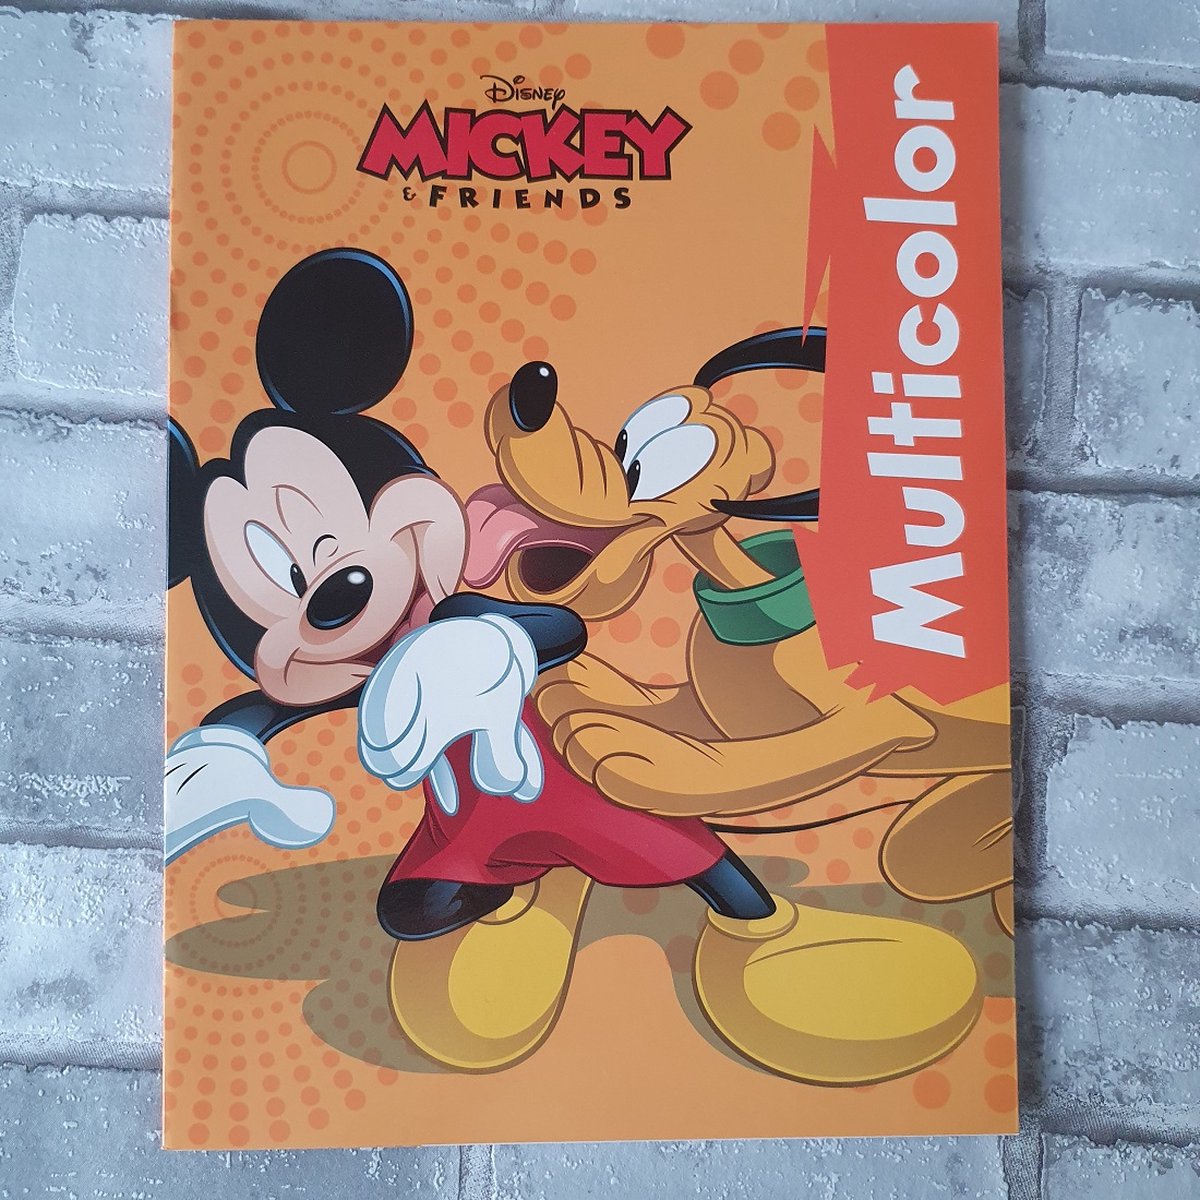 Disney
MICKEY
& FRIENDS
Multicolor